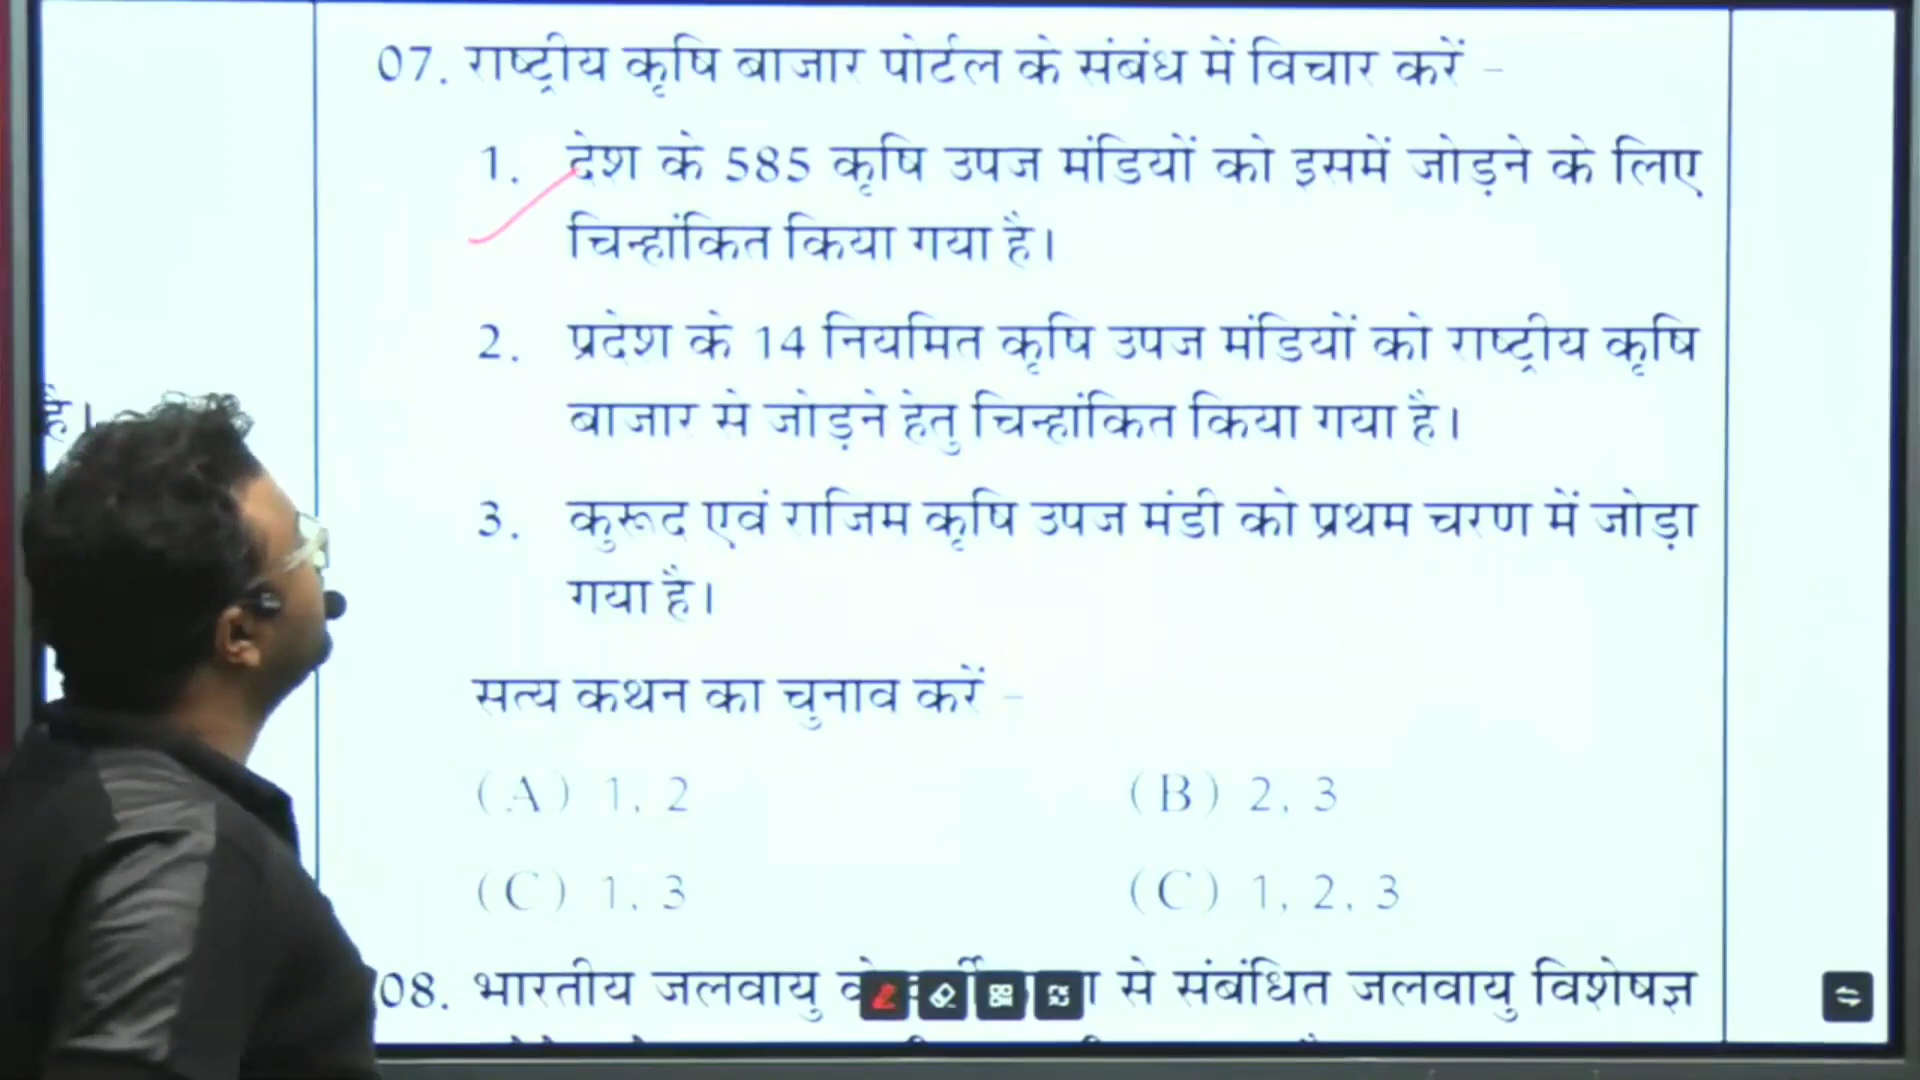 07. राष्ट्रीय कृषि बाजार पोर्टल के संबंध में विचार करें –
1. देश के 585 कृषि उपज मंडियों को इसमें जोड़ने के लिए
चिन्हांकित किया गया है।
2. प्रदेश के 14 नियमित कृषि उपज मंडियों को राष्ट्रीय कृषि
बाजार से जोड़ने हेतु चिन्हांकित किया गया है।
है।
3. कुरूद एवं राजिम कृषि उपज मंडी को प्रथम चरण में जोड़ा
गया है।
सत्य कथन का चुनाव करें –
(A) 1, 2 (B) 2, 3
(C) 1, 3 (C) 1, 2, 3
08. भारतीय जलवायु से संबंधित जलवायु विशेषज्ञ